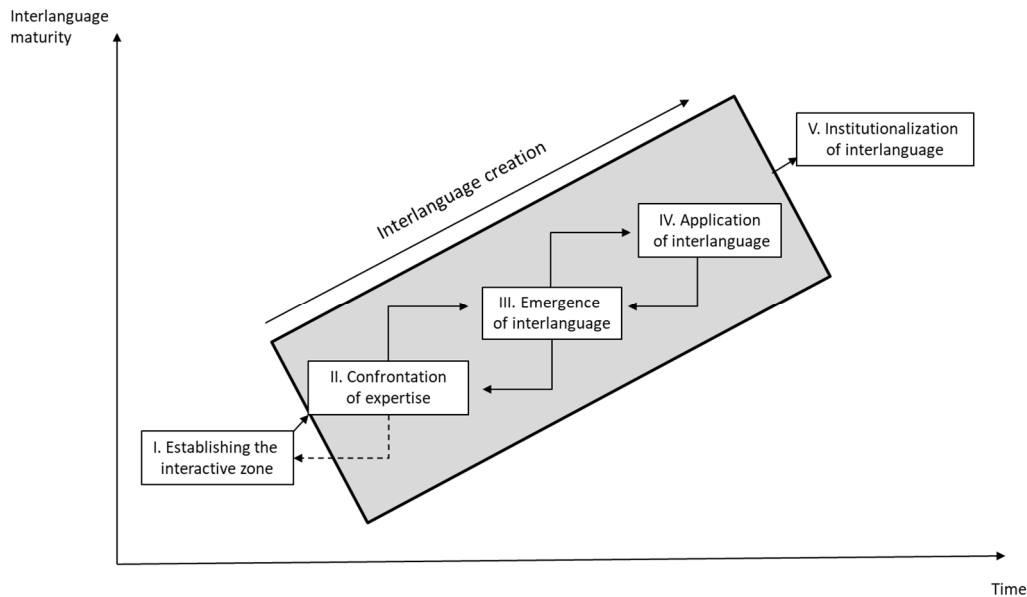 Interlanguage
maturity
Interlanguage creation
V. Institutionalization
of interlanguage
IV. Application
of interlanguage
III. Emergence
of interlanguage
II. Confrontation
of expertise
I. Establishing the
interactive zone
Time